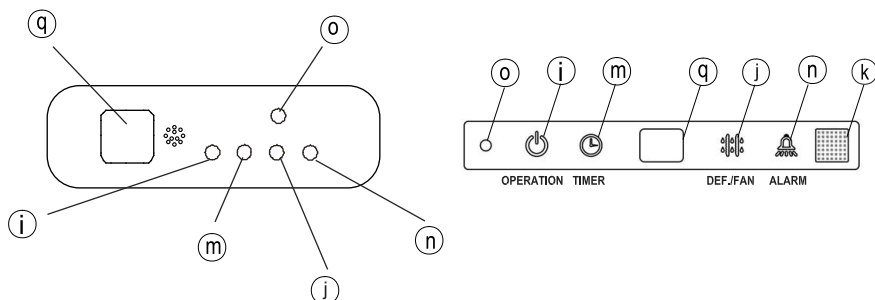 q
o
i
m
j
n
o i m q j n k
OPERATION TIMER DEF./FAN ALARM